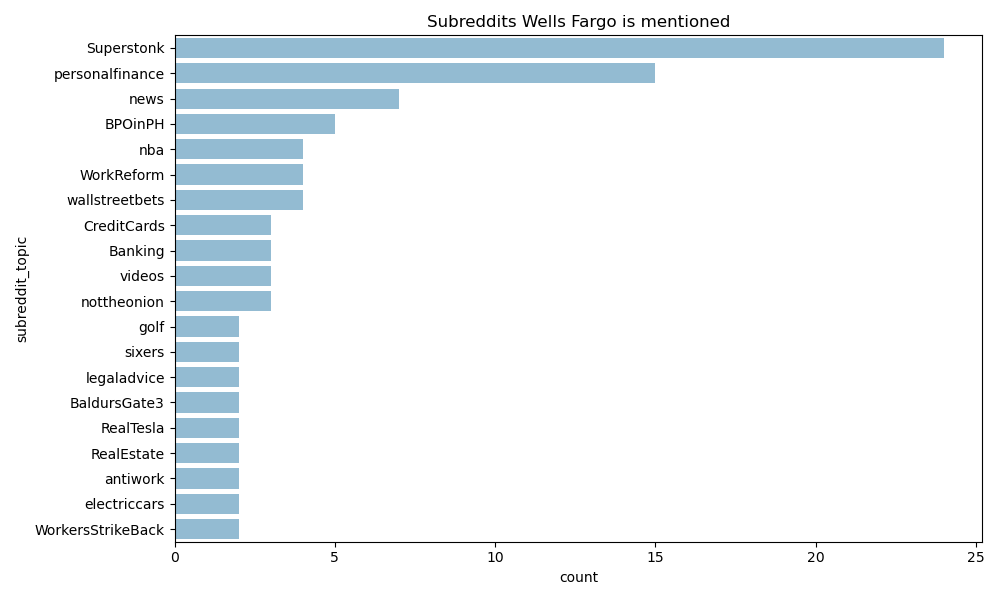 Subreddits Wells Fargo is mentioned
subreddit_topic
Superstonk
personalfinance
news
BPOinPH
nba
WorkReform
wallstreetbets
CreditCards
Banking
videos
nottheonion
golf
sixers
legaladvice
BaldursGate3
RealTesla
RealEstate
antiwork
electriccars
WorkersStrikeBack
0 5 10 15 20 25
count